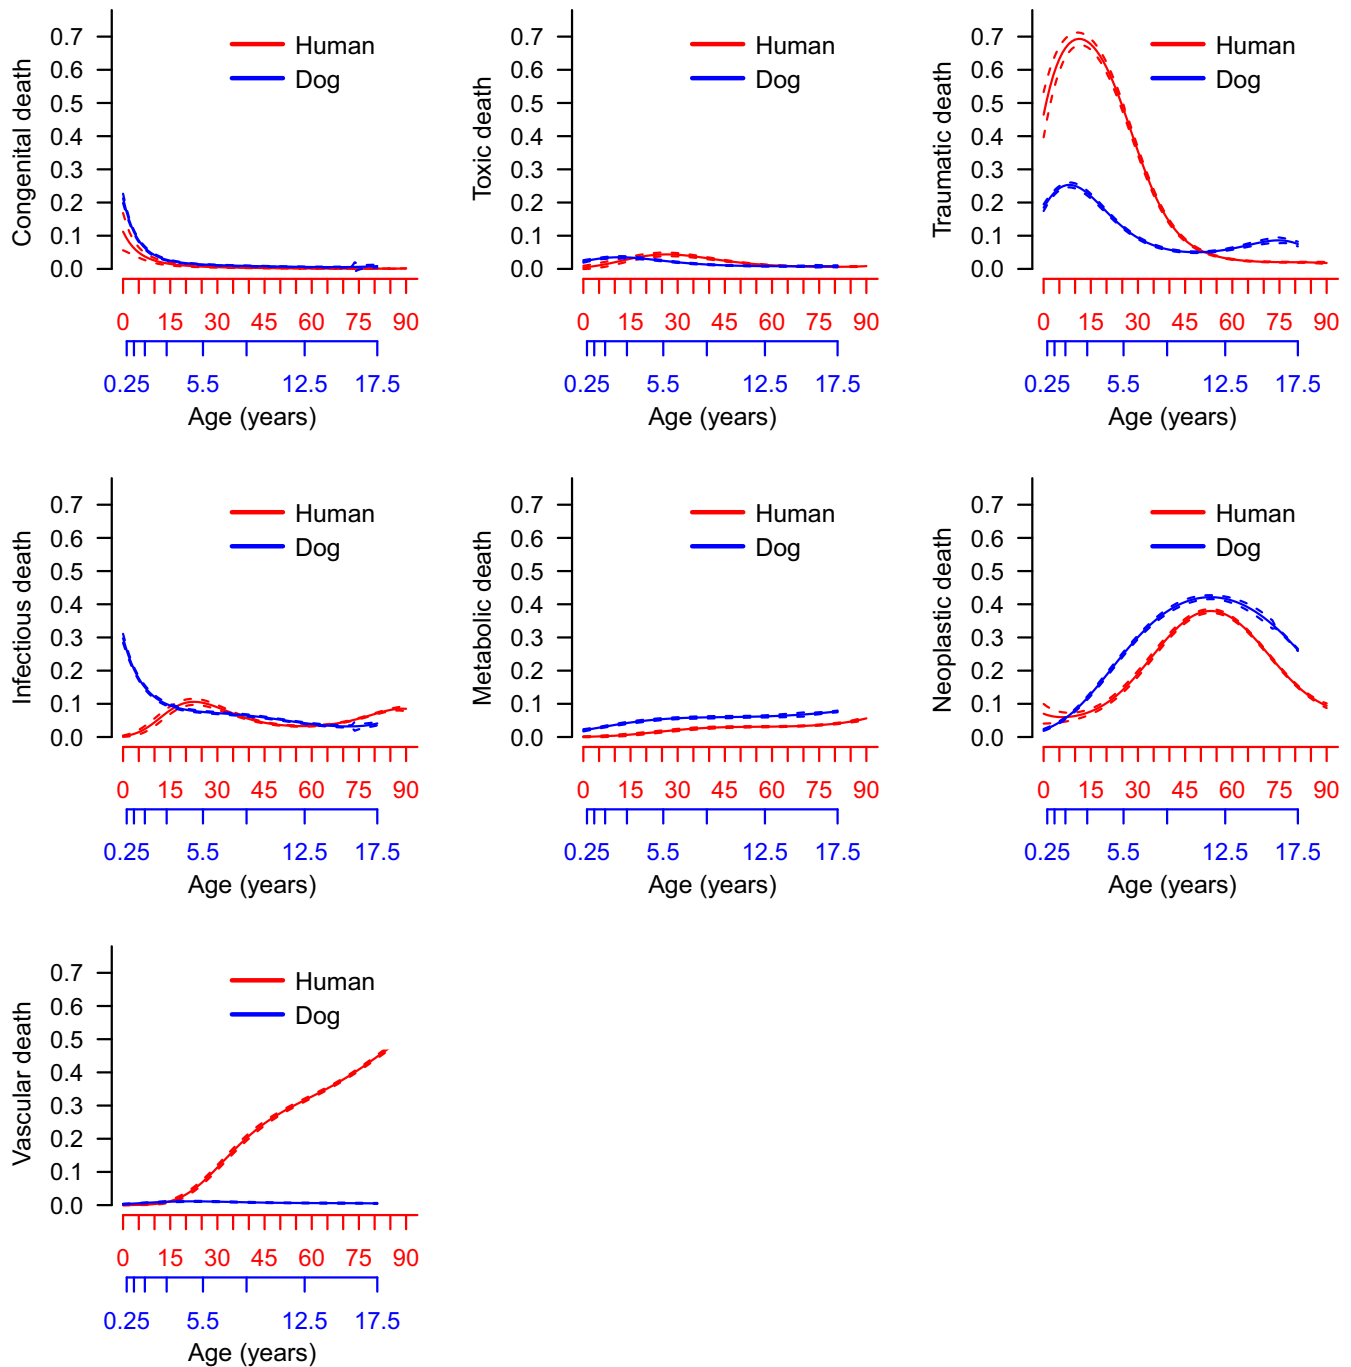 Congenital death
0.7
0.6
0.5
0.4
0.3
0.2
0.1
0.0
Human
Dog
0 15 30 45 60 75 90
0.25 5.5 12.5 17.5
Age (years)
Toxic death
0.7
0.6
0.5
0.4
0.3
0.2
0.1
0.0
Human
Dog
0 15 30 45 60 75 90
0.25 5.5 12.5 17.5
Age (years)
Traumatic death
0.7
0.6
0.5
0.4
0.3
0.2
0.1
0.0
Human
Dog
0 15 30 45 60 75 90
0.25 5.5 12.5 17.5
Age (years)
Infectious death
0.7
0.6
0.5
0.4
0.3
0.2
0.1
0.0
Human
Dog
0 15 30 45 60 75 90
0.25 5.5 12.5 17.5
Age (years)
Metabolic death
0.7
0.6
0.5
0.4
0.3
0.2
0.1
0.0
Human
Dog
0 15 30 45 60 75 90
0.25 5.5 12.5 17.5
Age (years)
Neoplastic death
0.7
0.6
0.5
0.4
0.3
0.2
0.1
0.0
Human
Dog
0 15 30 45 60 75 90
0.25 5.5 12.5 17.5
Age (years)
Vascular death
0.7
0.6
0.5
0.4
0.3
0.2
0.1
0.0
Human
Dog
0 15 30 45 60 75 90
0.25 5.5 12.5 17.5
Age (years)